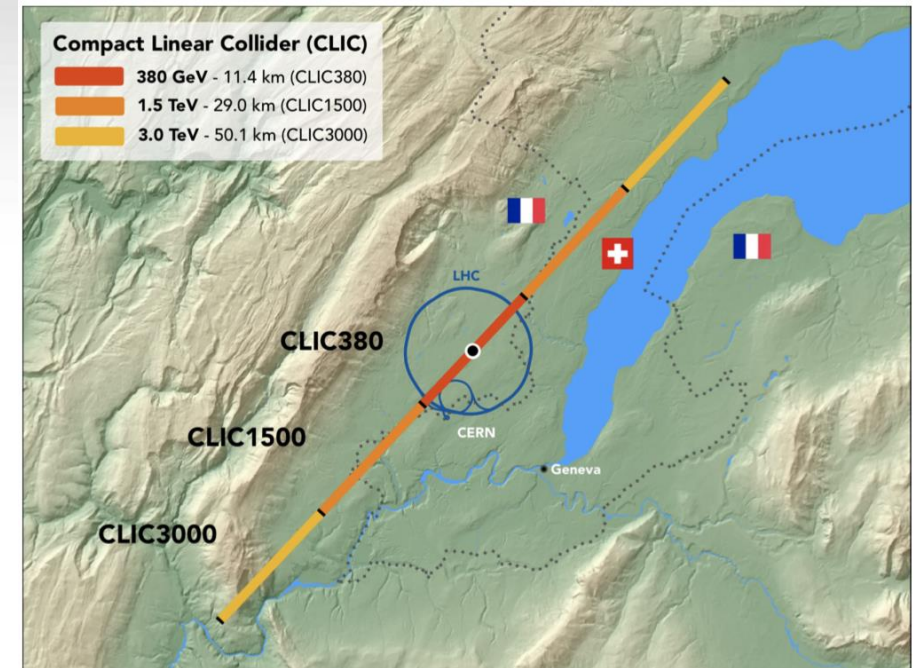 Compact Linear Collider (CLIC)
380 GeV - 11.4 km (CLIC380)
1.5 TeV - 29.0 km (CLIC1500)
3.0 TeV - 50.1 km (CLIC3000)
LHC
CLIC380
CLIC1500
CERN
Geneva
CLIC3000